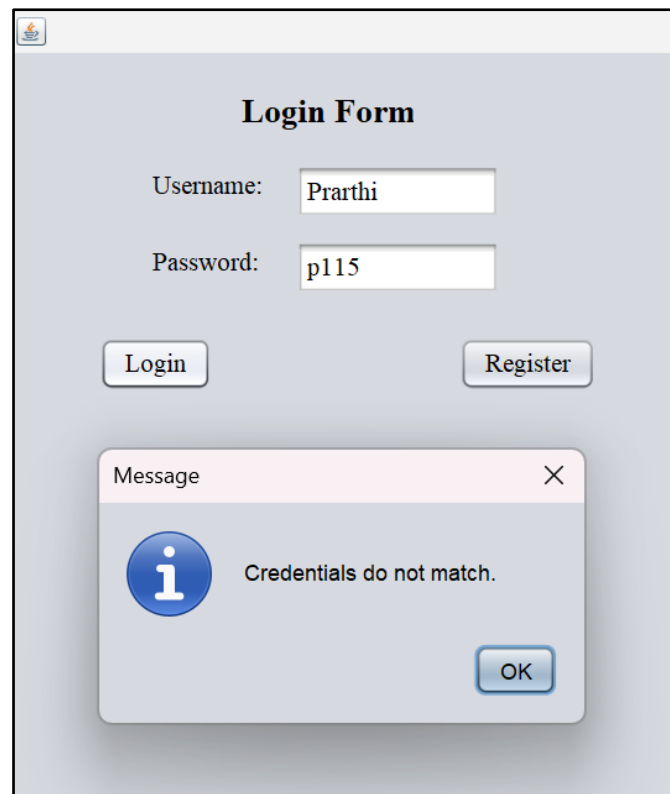 Login Form
Username: Prarthi
Password: p115
Login Register
Message
Credentials do not match.
OK